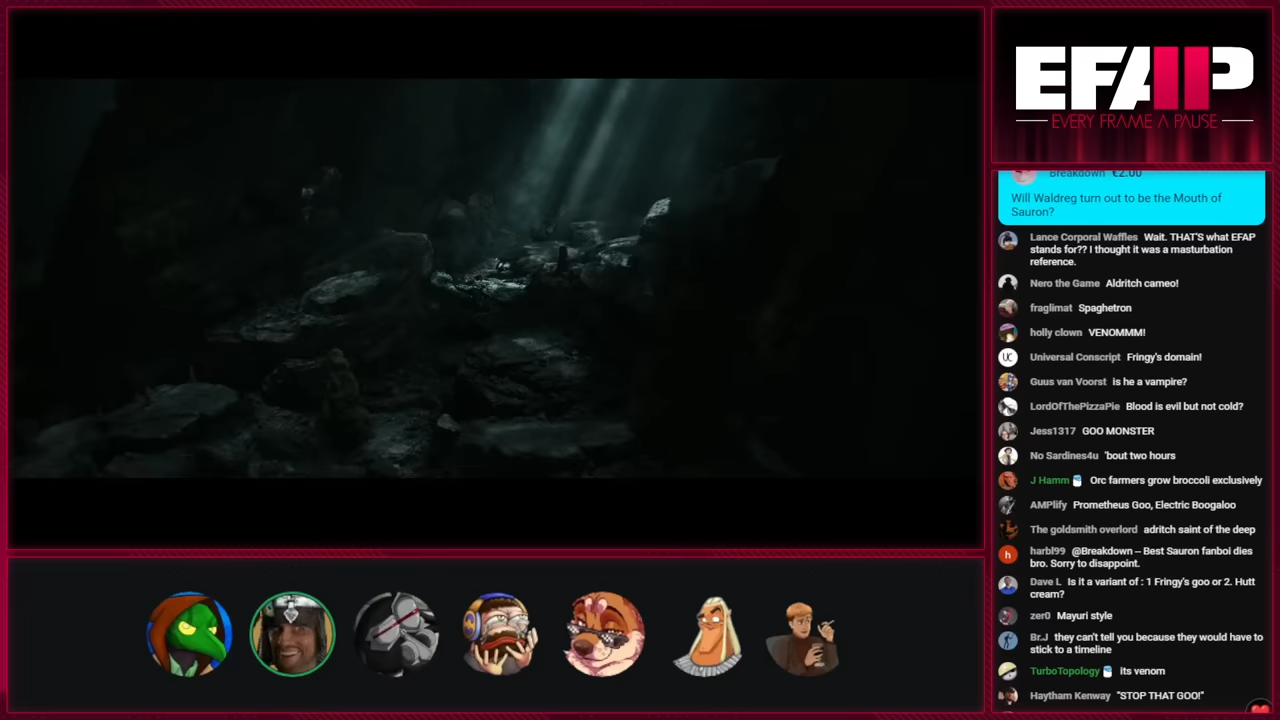 EFAP
EVERY FRAME A PAUSE
Breakdown €2.00
Will Waldreg turn out to be the Mouth of
Sauron?
Lance Corporal Waffles Wait. THAT'S what EFAP
stands for?? I thought it was a masturbation
reference.
Nero the Game Aldritch cameo!
fraglimat Spaghetron
holly clown VENOMMM!
UC Universal Conscript Fringy's domain!
Guus van Voorst is he a vampire?
LordOfThePizzaPie Blood is evil but not cold?
Jess1317 GOO MONSTER
No Sardines4u 'bout two hours
J Hamm Orc farmers grow broccoli exclusively
AMPlify Prometheus Goo, Electric Boogaloo
The goldsmith overlord adritch saint of the deep
h harbl99 @Breakdown – Best Sauron fanboi dies
bro. Sorry to disappoint.
Dave L Is it a variant of : 1 Fringy's goo or 2. Hutt
cream?
zer0 Mayuri style
Br.J they can't tell you because they would have to
stick to a timeline
TurboTopology its venom
Haytham Kenway "STOP THAT GOO!"